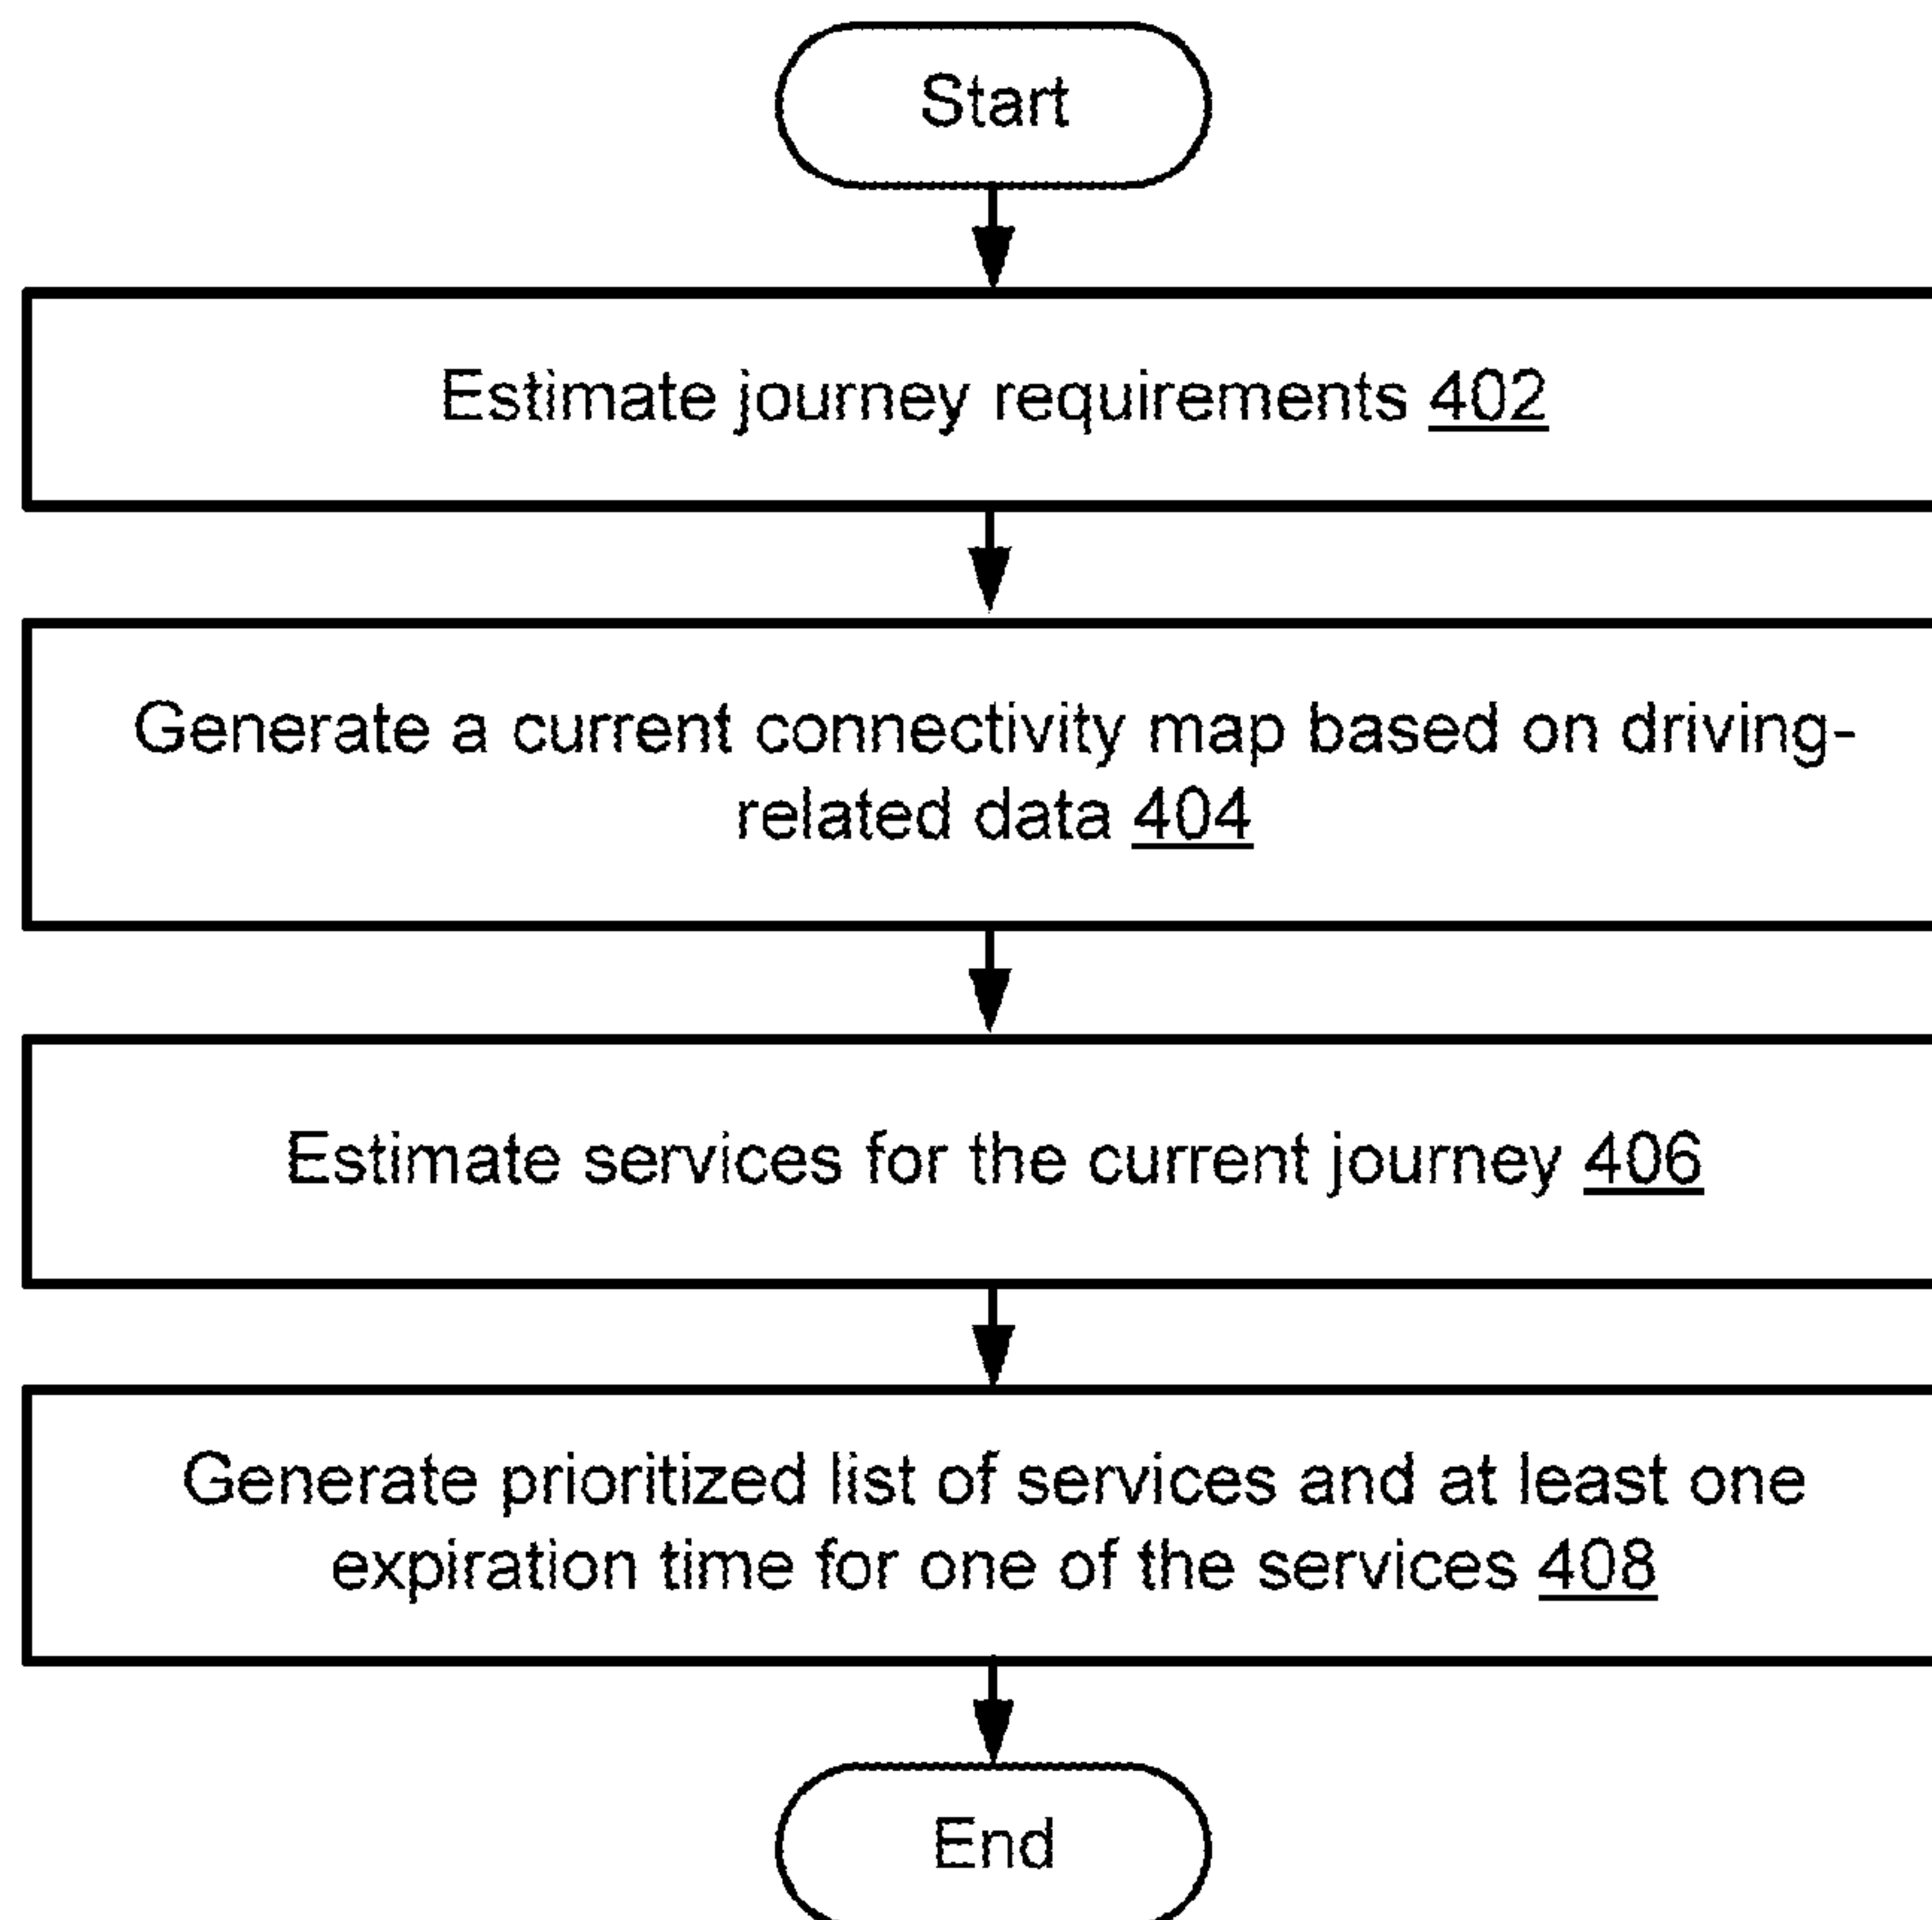 Start
Estimate journey requirements 402
Generate a current connectivity map based on driving-
related data 404
Estimate services for the current journey 406
Generate prioritized list of services and at least one
expiration time for one of the services 408
End